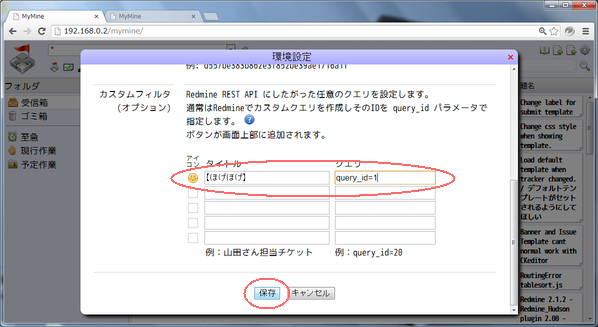 MyMine
MyMine
192.168.0.2/mymine/
環境設定
フォルダ
受信箱
ゴミ箱
至急
現行作業
予定作業
カスタムフィルタ
(オプション)
Redmine REST API にしたがった任意のクエリを設定します。
通常はRedmineでカスタムクエリを作成しそのIDを query_id パラメータで
指定します。
ボタンが画面上部に追加されます。
アイコン
タイトル
クエリ
【ほげほげ】
query_id=1
例：山田さん担当チケット
例：query_id=20
保存
キャンセル
題名
Change label for
submit template
Change css style
when showing
template.
Load default
template when
tracker changed.
/ デフォルトテン
プレートがセット
されるようにして
ほしい
Banner and Issue
Template cant
normal work with
CKeditor
RoutingError
tablesort.js
Redmine 2.1.2 -
Redmine_Hudson
plugin 2.00 -